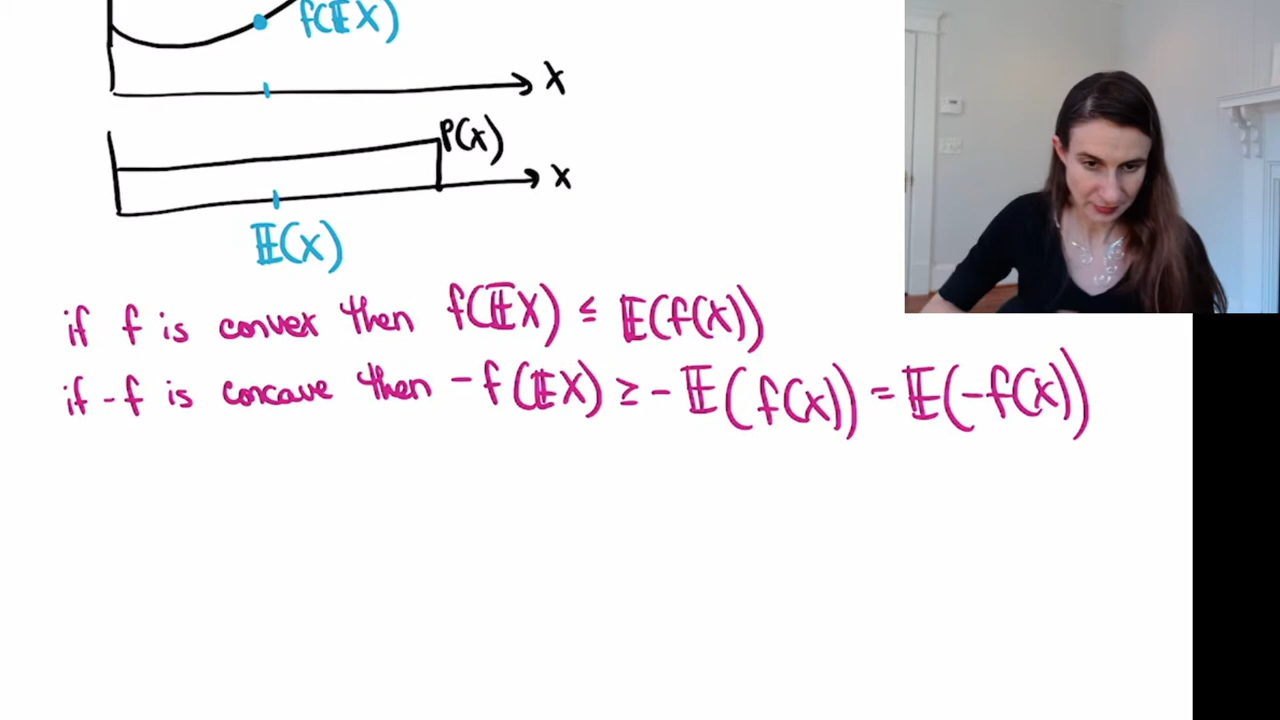 f(𝔼X)
X
P(X)
X
𝔼(X)
if f is convex then f(𝔼X) ≤ 𝔼(f(X))
if -f is concave then -f(𝔼X) ≥ -𝔼(f(X)) = 𝔼(-f(X))